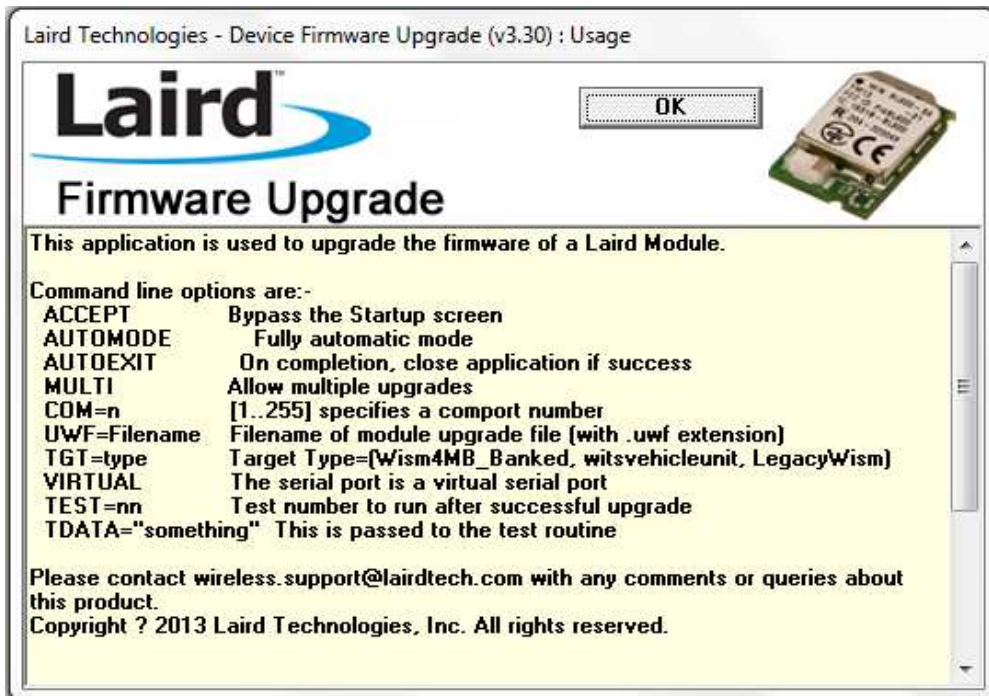 Laird Technologies - Device Firmware Upgrade (v3.30) : Usage
Laird™
OK
Firmware Upgrade
This application is used to upgrade the firmware of a Laird Module.
Command line options are:-
ACCEPT Bypass the Startup screen
AUTOMODE Fully automatic mode
AUTOEXIT On completion, close application if success
MULTI Allow multiple upgrades
COM=n [1..255] specifies a comport number
UWF=Filename Filename of module upgrade file (with .uwf extension)
TGT=type Target Type=(Wism4MB_Banked, witsvehicleunit, LegacyWism)
VIRTUAL The serial port is a virtual serial port
TEST=nn Test number to run after successful upgrade
TDATA="something" This is passed to the test routine
Please contact wireless.support@lairdtech.com with any comments or queries about
this product.
Copyright ? 2013 Laird Technologies, Inc. All rights reserved.